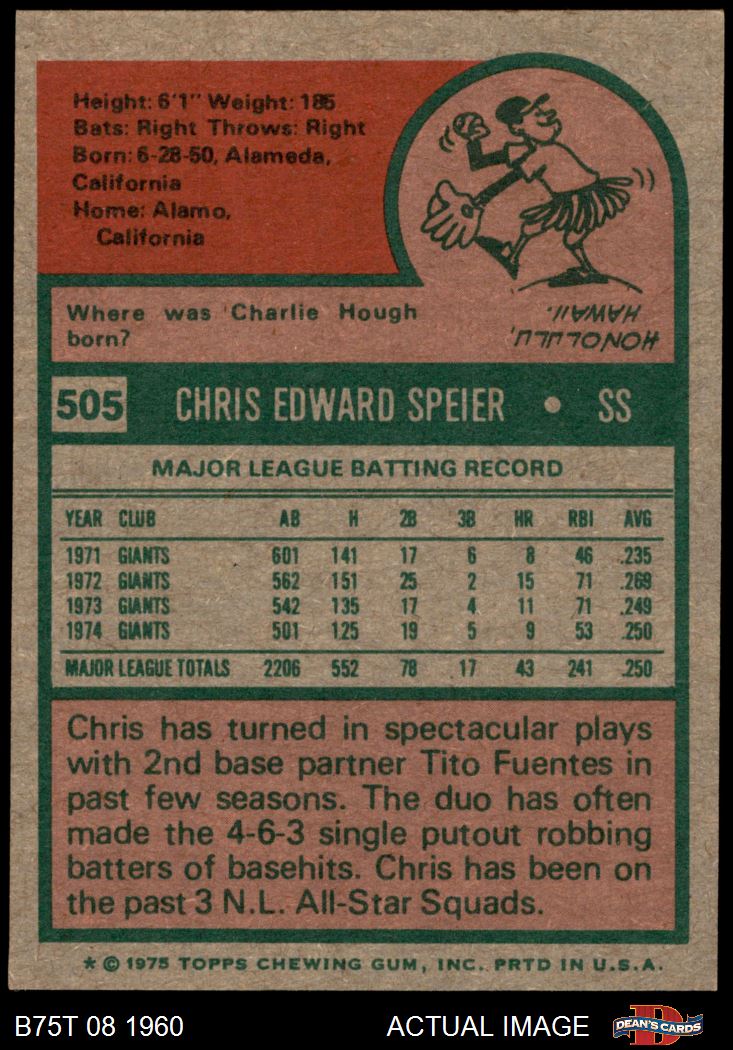 Height: 6'1" Weight: 185
Bats: Right Throws: Right
Born: 6-28-50, Alameda,
California
Home: Alamo,
California
Where was Charlie Hough
born?
HONOLULU,
HAWAII.
505 CHRIS EDWARD SPEIER • SS
MAJOR LEAGUE BATTING RECORD
YEAR CLUB AB H 2B 3B HR RBI AVG
1971 GIANTS 601 141 17 6 8 46 .235
1972 GIANTS 562 151 25 2 15 71 .269
1973 GIANTS 542 135 17 4 11 71 .249
1974 GIANTS 501 125 19 5 9 53 .250
MAJOR LEAGUE TOTALS 2206 552 78 17 43 241 .250
Chris has turned in spectacular plays
with 2nd base partner Tito Fuentes in
past few seasons. The duo has often
made the 4-6-3 single putout robbing
batters of basehits. Chris has been on
the past 3 N.L. All-Star Squads.
* © 1975 TOPPS CHEWING GUM, INC. PRTD IN U.S.A.
B75T 08 1960 ACTUAL IMAGE DEAN'S CARDS